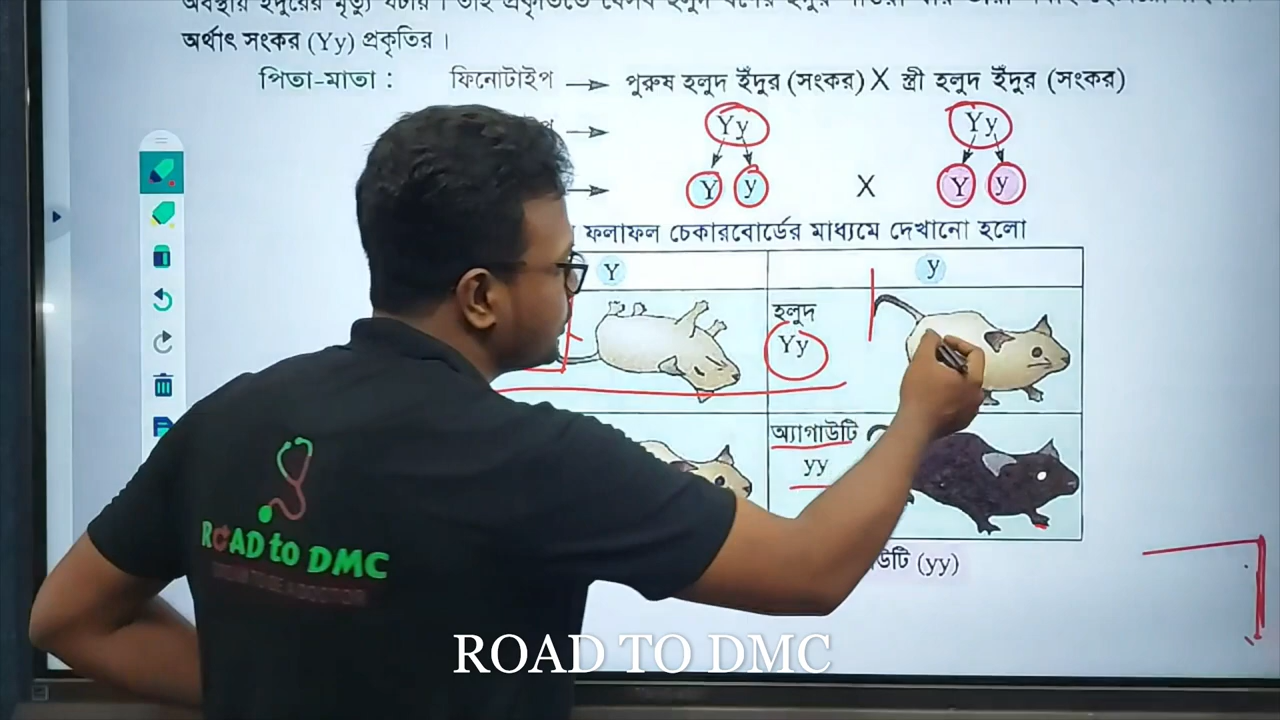 অর্থাৎ সংকর (Yy) প্রকৃতির ।
পিতা-মাতা : ফিনোটাইপ → পুরুষ হলুদ ইঁদুর (সংকর) X স্ত্রী হলুদ ইঁদুর (সংকর)
→ Yy Yy
→ Y y X Y y
ফলাফল চেকারবোর্ডের মাধ্যমে দেখানো হলো
Y y
হলুদ
Yy
অ্যাগাউটি
yy
(yy)
ROAD to DMC
ROAD TO DMC